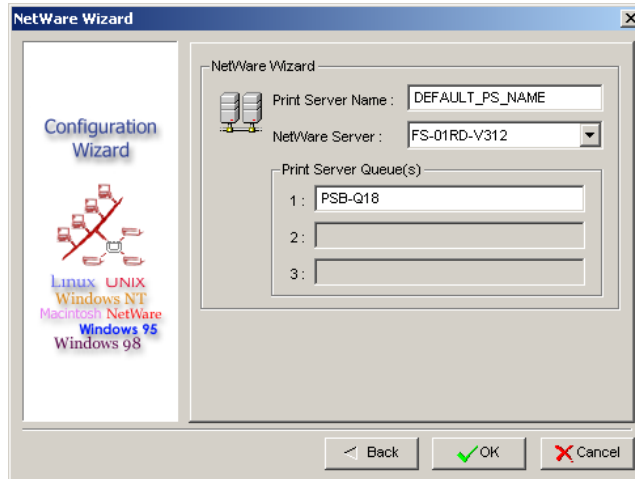 NetWare Wizard
Configuration
Wizard
Linux UNIX
Windows NT
Macintosh NetWare
Windows 95
Windows 98
NetWare Wizard
Print Server Name : DEFAULT_PS_NAME
NetWare Server : FS-01RD-V312
Print Server Queue(s)
1 : PSB-Q18
2 :
3 :
< Back
OK
Cancel